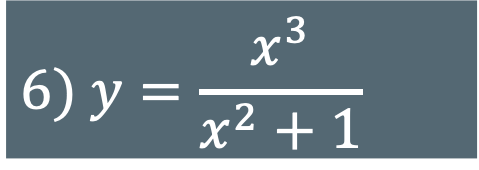 6) y = x³ / (x² + 1)